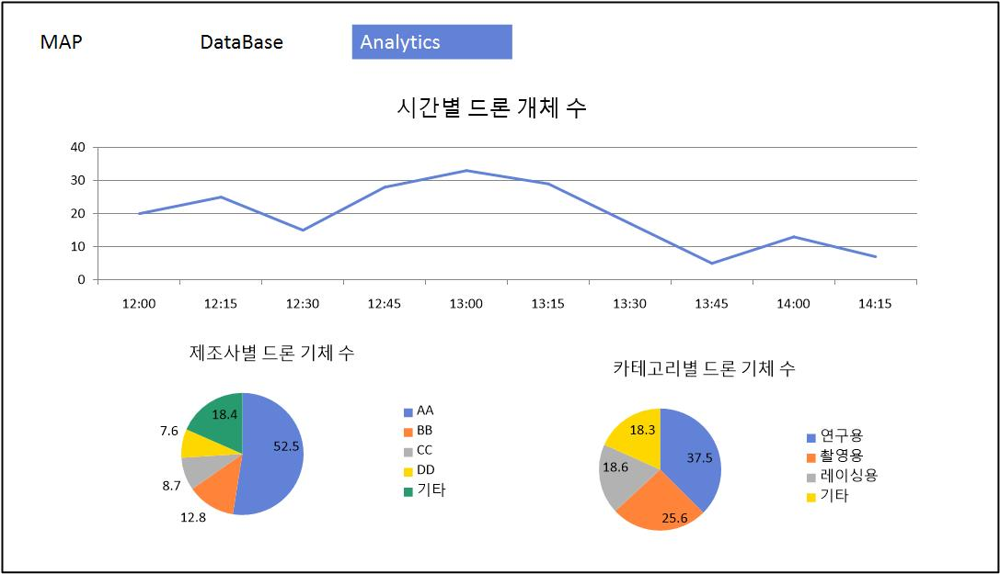 MAP DataBase Analytics
시간별 드론 개체 수
40
30
20
10
0
12:00 12:15 12:30 12:45 13:00 13:15 13:30 13:45 14:00 14:15
제조사별 드론 기체 수
18.4
7.6
52.5
8.7
12.8
AA
BB
CC
DD
기타
카테고리별 드론 기체 수
18.3
37.5
18.6
25.6
연구용
촬영용
레이싱용
기타